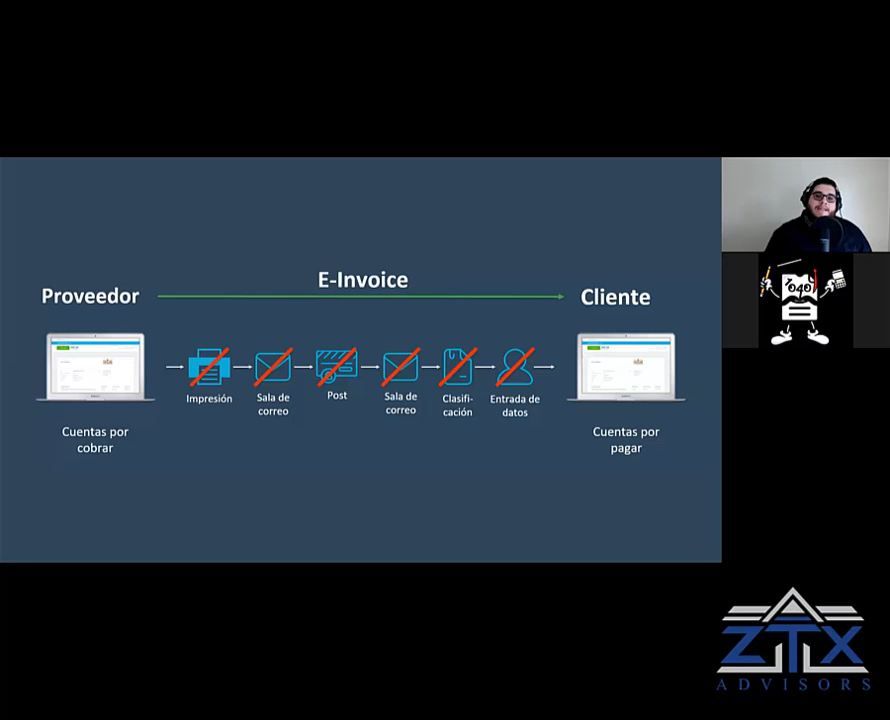 E-Invoice
Proveedor
Cliente
Impresión
Sala de
correo
Post
Sala de
correo
Clasifi-
cación
Entrada de
datos
Cuentas por
cobrar
Cuentas por
pagar
1040
ZTX
ADVISORS